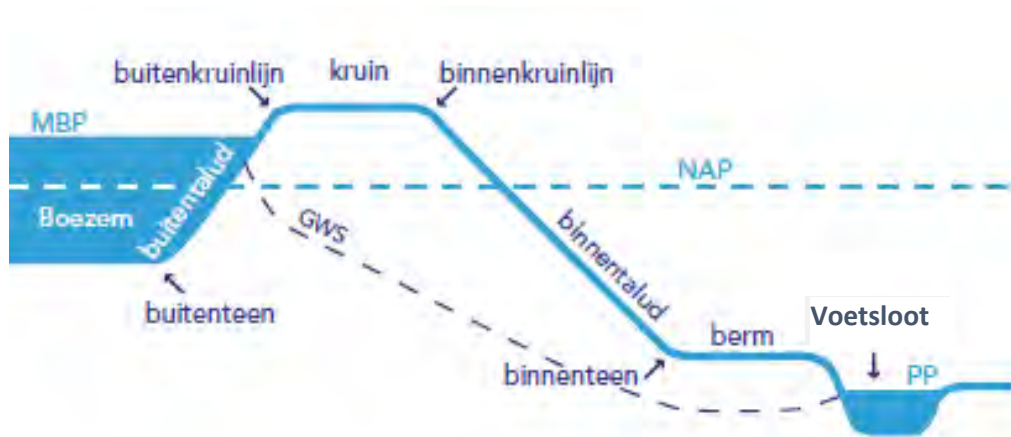 buitenkruinlijn
kruin
binnenkruinlijn
MBP
NAP
Boezem
buitentalud
GWS
binnentalud
buitenteen
Voetsloot
berm
binnenteen
PP